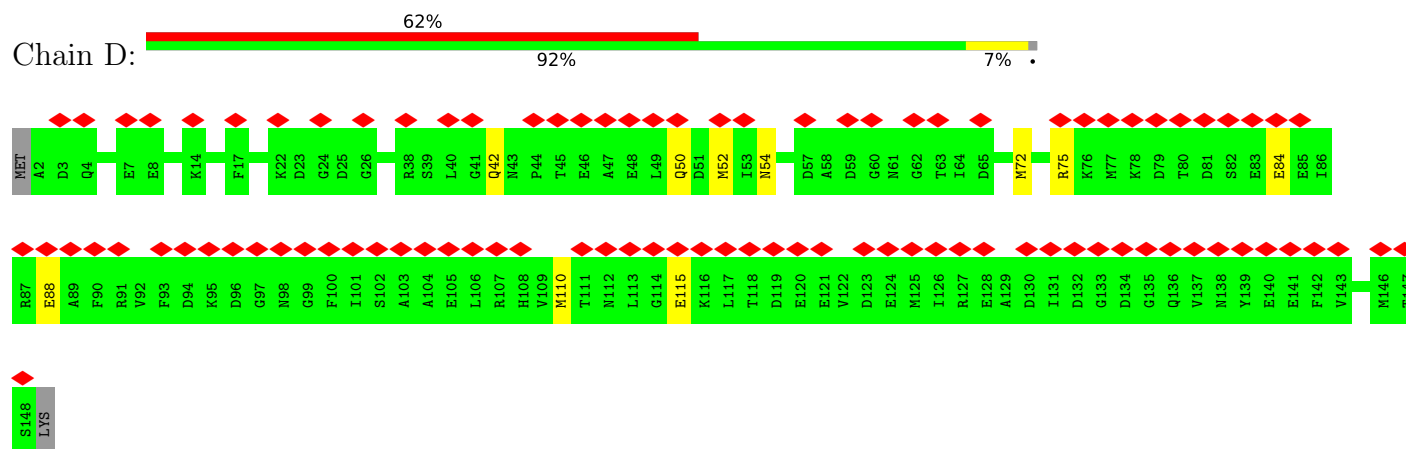 62%
Chain D:
92% 7% •
MET A2 D3 Q4 E7 E8 K14 F17 K22 D23 G24 D25 G26 R38 S39 L40 G41 Q42 N43 P44 T45 E46 A47 E48 L49 Q50 D51 M52 I53 N54 D57 A58 D59 G60 N61 G62 T63 I64 D65 M72 R75 K76 M77 K78 D79 T80 D81 S82 E83 E84 E85 I86
R87 E88 A89 F90 R91 V92 F93 D94 K95 D96 G97 N98 G99 F100 I101 S102 A103 A104 E105 L106 R107 H108 V109 M110 T111 N112 L113 G114 E115 K116 L117 T118 D119 E120 E121 V122 D123 E124 M125 I126 R127 E128 A129 D130 I131 D132 G133 D134 G135 Q136 V137 N138 Y139 E140 E141 F142 V143 M146 T147
S148 LYS